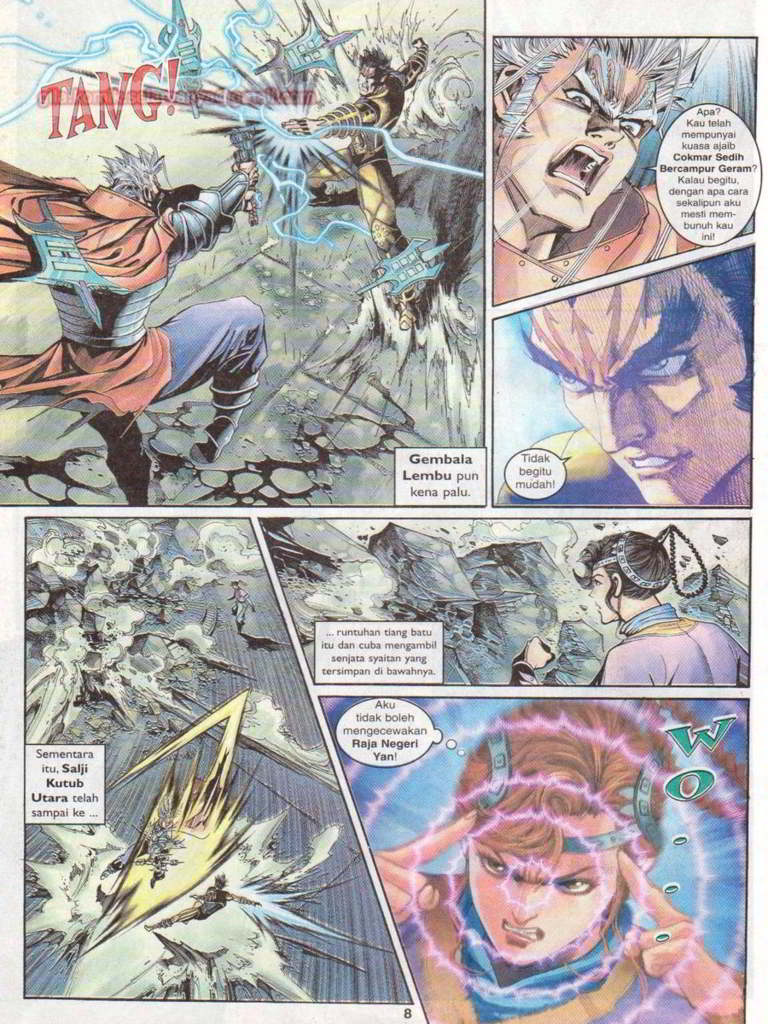 TANG!
Gembala
Lembu pun
kena palu.
Apa?
Kau telah
mempunyai
kuasa ajaib
Cokmar Sedih
Bercampur Geram?
Kalau begitu,
dengan apa cara
sekalipun aku
mesti mem-
bunuh kau
ini!
Tidak
begitu
mudah!
Sementara
itu, Salji
Kutub
Utara telah
sampai ke ...
... runtuhan tiang batu
itu dan cuba mengambil
senjata syaitan yang
tersimpan di bawahnya.
Aku
tidak boleh
mengecewakan
Raja Negeri
Yan!
WO
8